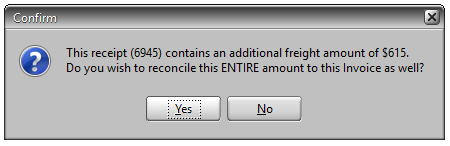 Confirm
This receipt (6945) contains an additional freight amount of $615.
Do you wish to reconcile this ENTIRE amount to this Invoice as well?
Yes No